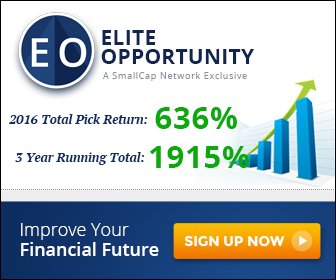 EO
ELITE
OPPORTUNITY
A SmallCap Network Exclusive
2016 Total Pick Return: 636%
3 Year Running Total: 1915%
Improve Your
Financial Future
SIGN UP NOW